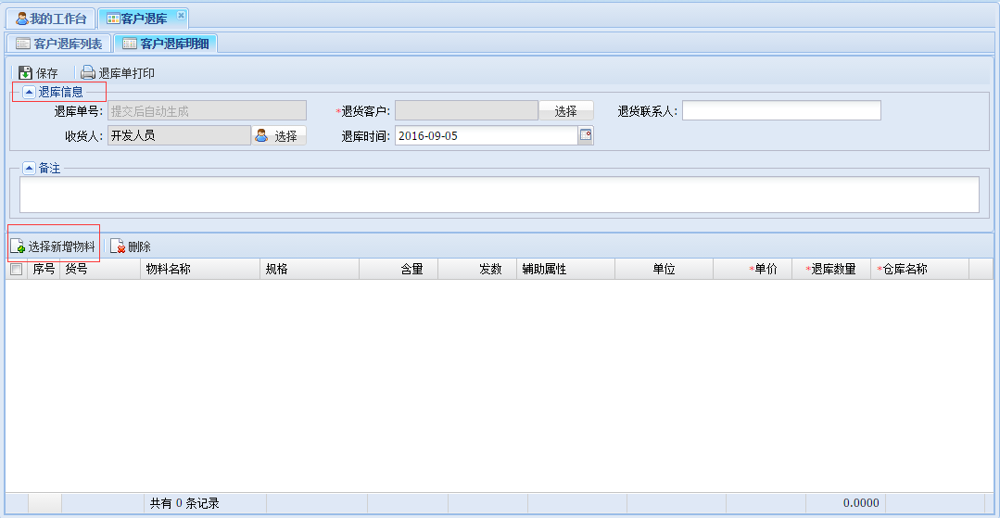 我的工作台 客户退库
客户退库列表 客户退库明细
保存 退库单打印
退库信息
退库单号: 提交后自动生成 *退货客户: 选择 退货联系人:
收货人: 开发人员 选择 退库时间: 2016-09-05
备注
选择新增物料 删除
序号 货号 物料名称 规格 含量 发数 辅助属性 单位 *单价 *退库数量 *仓库名称
共有 0 条记录 0.0000